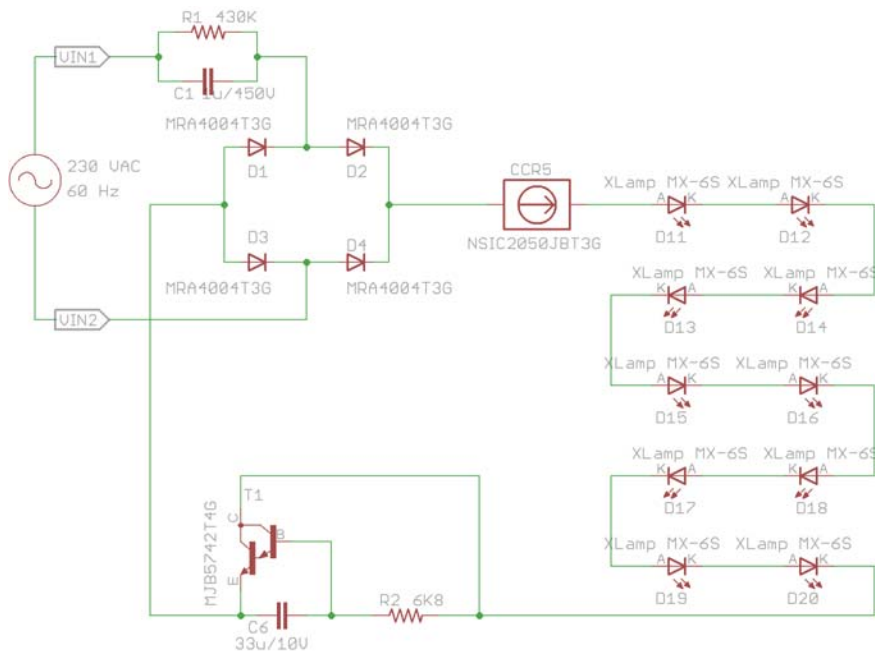 R1 430K
VIN1
C1 1u/450V
MRA4004T3G MRA4004T3G
D1 D2
230 VAC
60 Hz
CCR5
XLamp MX-6S XLamp MX-6S
A K A K
D11 D12
NSIC2050JBT3G
D3 D4
MRA4004T3G MRA4004T3G
XLamp MX-6S XLamp MX-6S
K A K A
D13 D14
VIN2
XLamp MX-6S XLamp MX-6S
A K A K
D15 D16
XLamp MX-6S XLamp MX-6S
K A K A
D17 D18
T1
C
B
E
MJB5742T4G
XLamp MX-6S XLamp MX-6S
A K A K
D19 D20
R2 6K8
C6
33u/10V